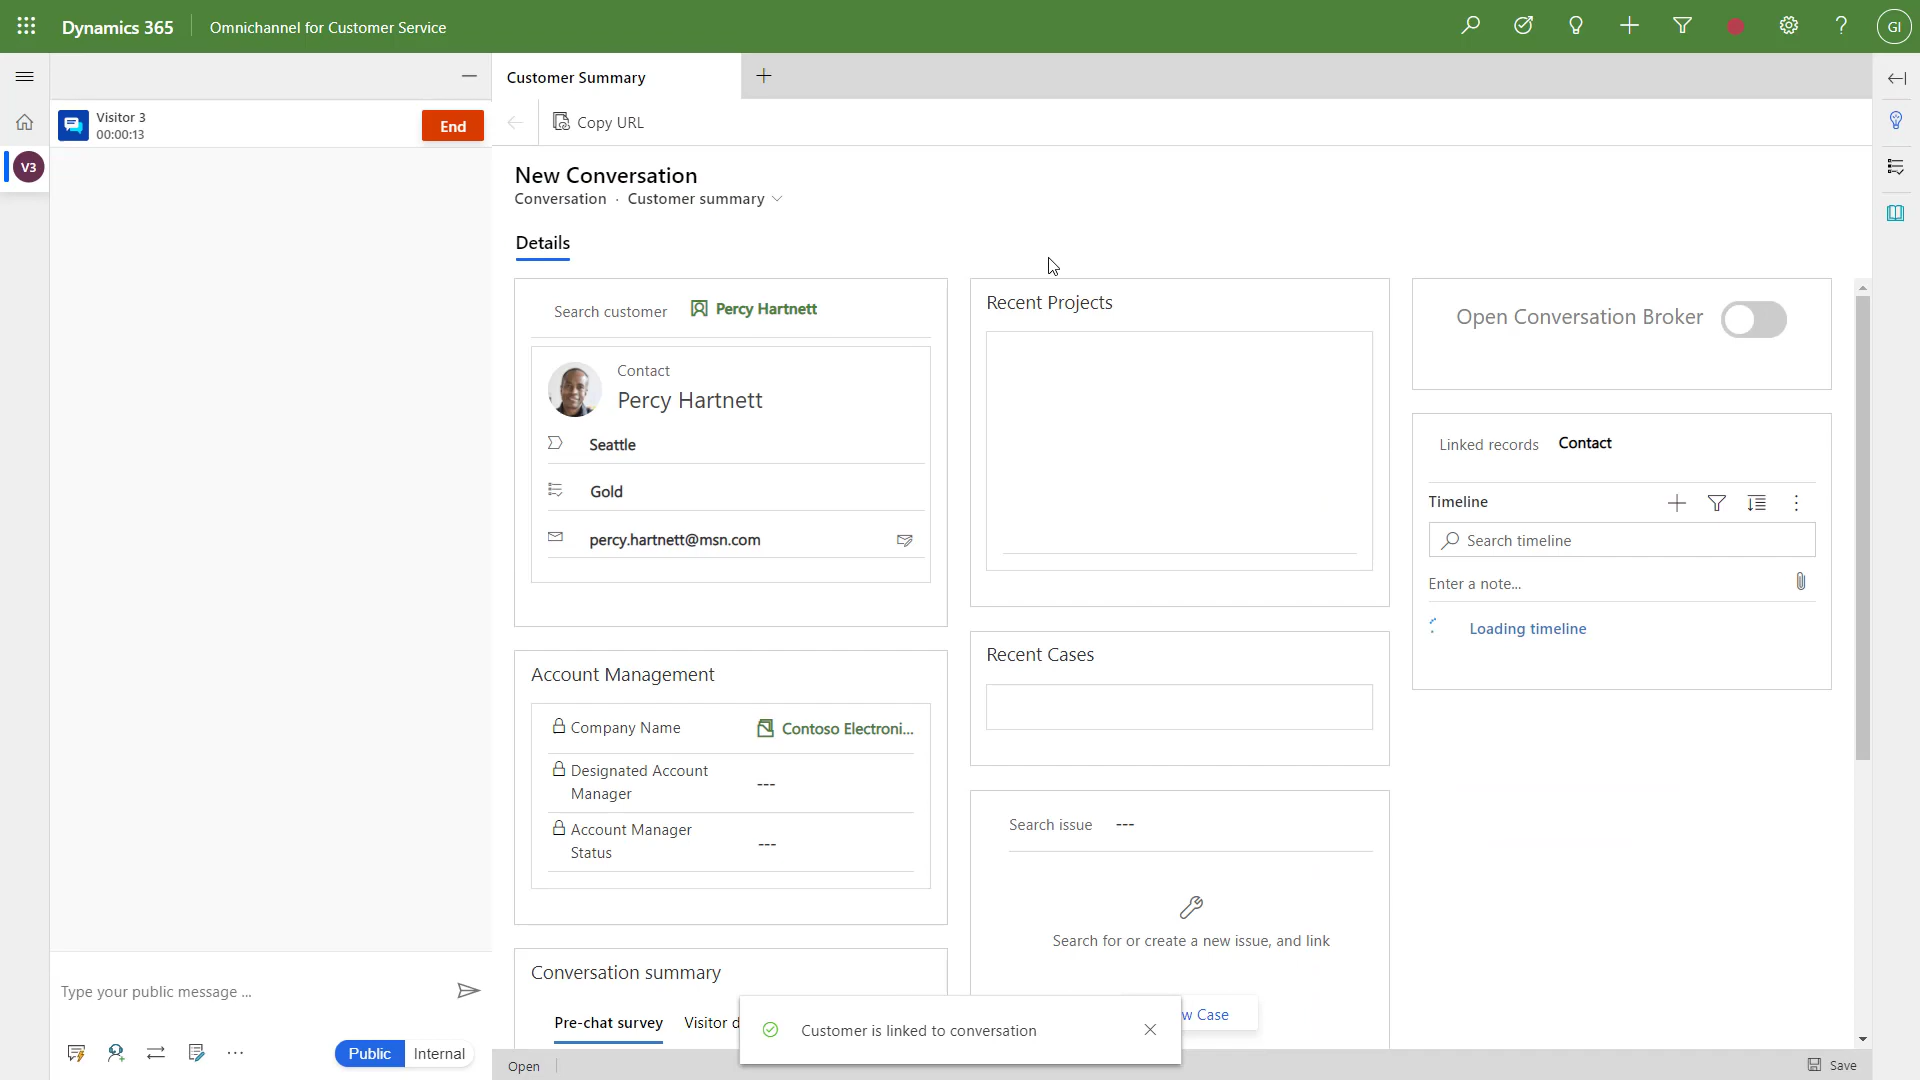 Dynamics 365
Omnichannel for Customer Service
GI
Visitor 3
00:00:13
End
V3
Customer Summary
Copy URL
New Conversation
Conversation · Customer summary
Details
Search customer
Percy Hartnett
Contact
Percy Hartnett
Seattle
Gold
percy.hartnett@msn.com
Account Management
Company Name
Contoso Electroni...
Designated Account
Manager
---
Account Manager
Status
---
Conversation summary
Pre-chat survey
Visitor d
Recent Projects
Recent Cases
Search issue
---
Search for or create a new issue, and link
w Case
Open Conversation Broker
Linked records
Contact
Timeline
Search timeline
Enter a note...
Loading timeline
Customer is linked to conversation
Type your public message ...
Public
Internal
Open
Save